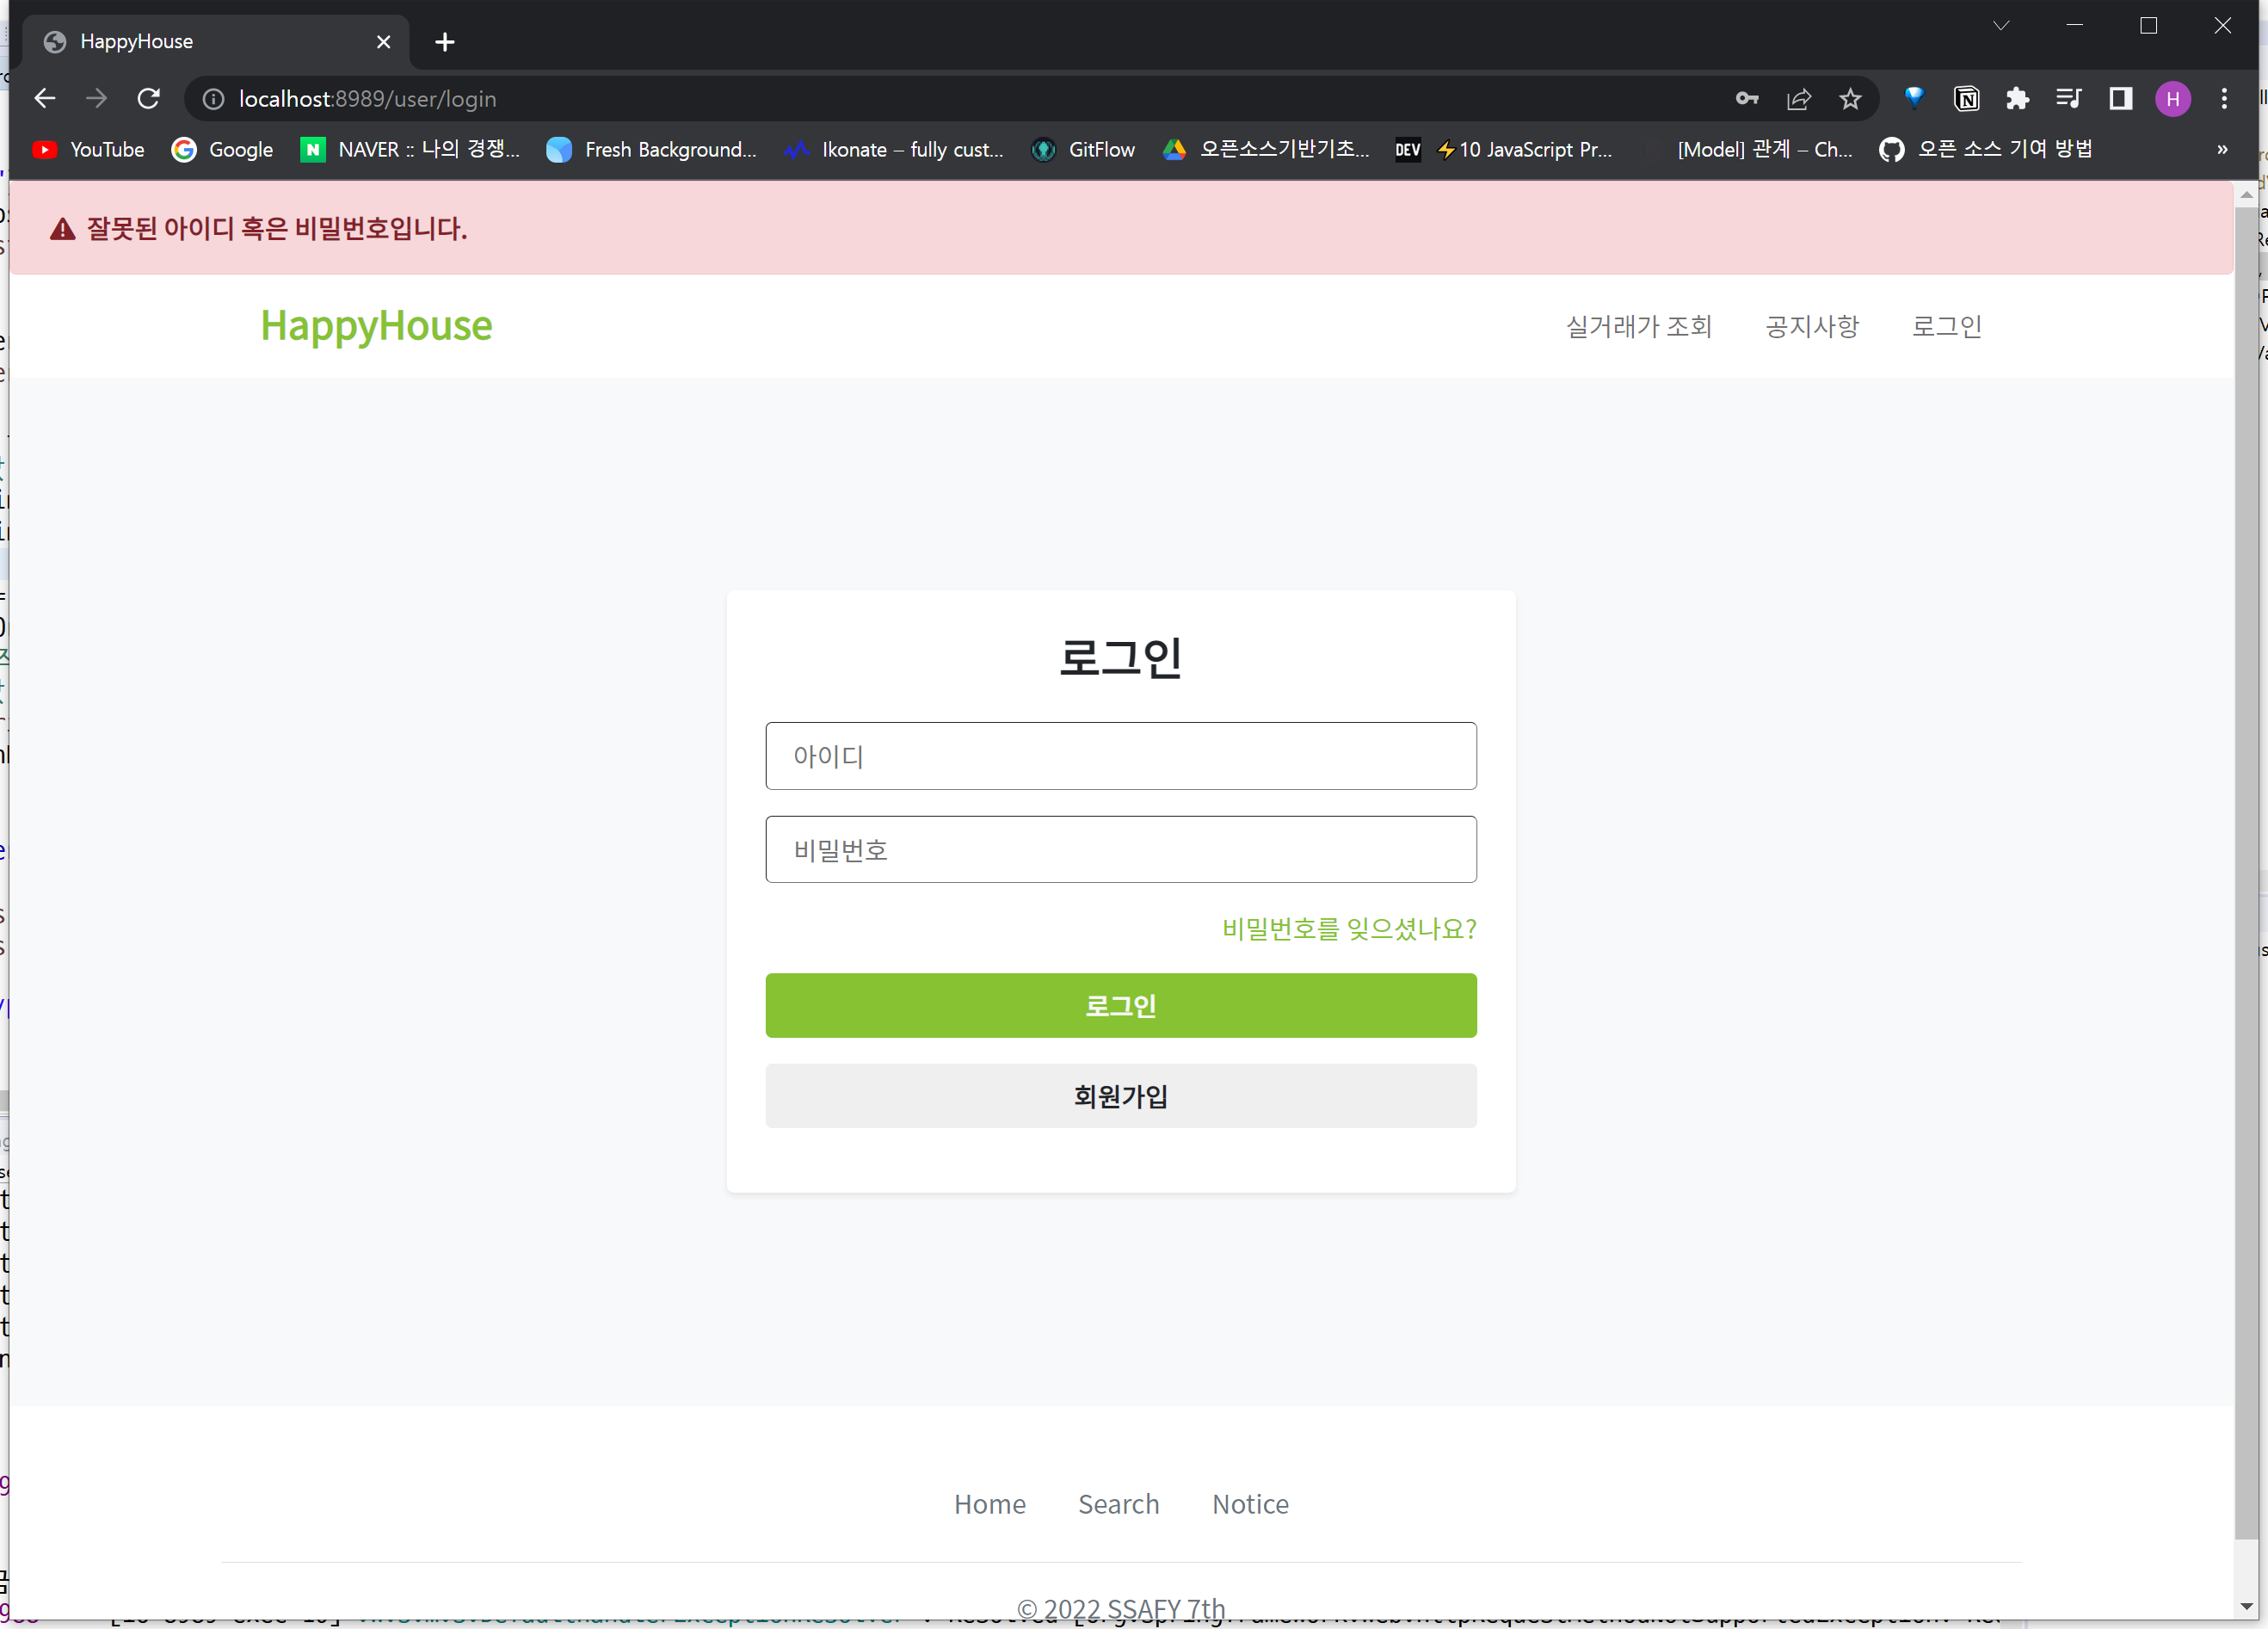 HappyHouse
localhost:8989/user/login
YouTube Google NAVER :: 나의 경쟁... Fresh Background... Ikonate – fully cust... GitFlow 오픈소스기반기초... DEV ⚡10 JavaScript Pr... [Model] 관계 – Ch... 오픈 소스 기여 방법 »
잘못된 아이디 혹은 비밀번호입니다.
HappyHouse 실거래가 조회 공지사항 로그인
로그인
아이디
비밀번호
비밀번호를 잊으셨나요?
로그인
회원가입
Home Search Notice
© 2022 SSAFY 7th